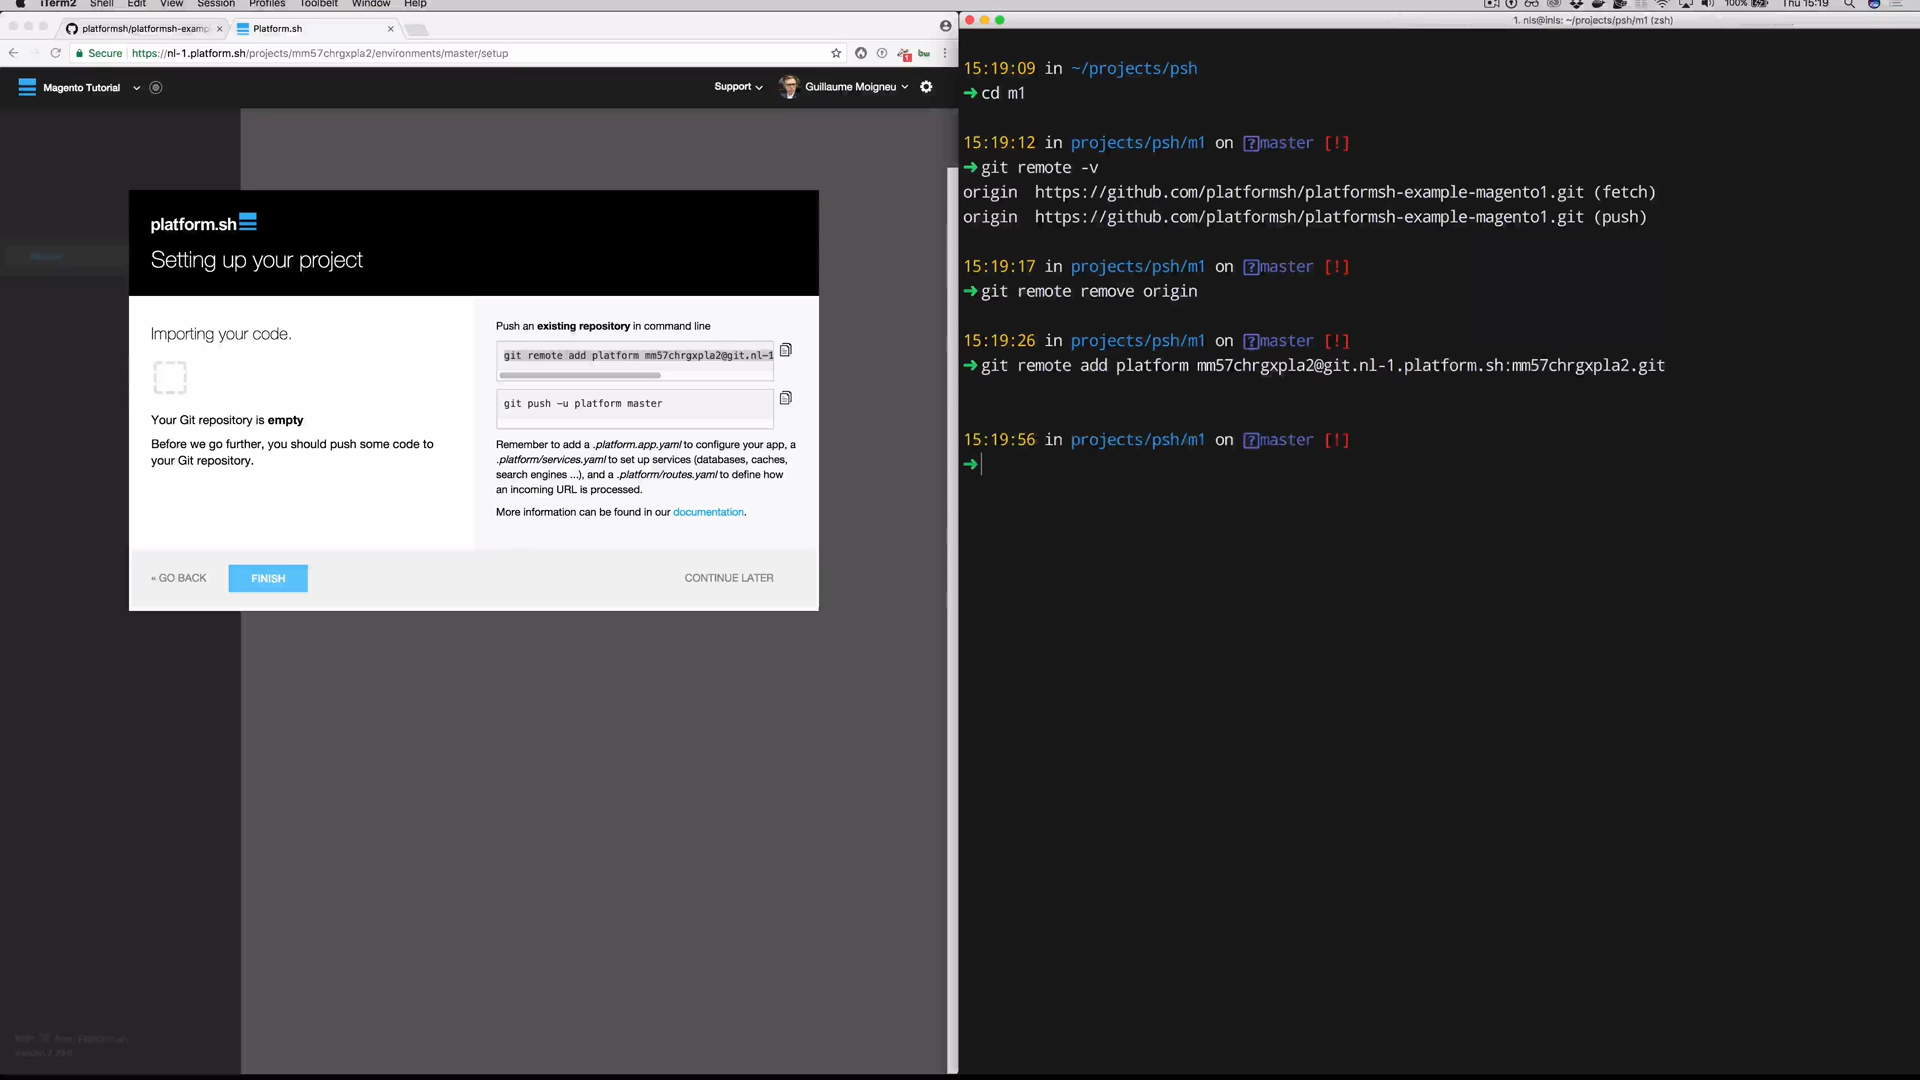 iTerm2 Shell Edit View Session Profiles Toolbelt Window Help
100% Thu 15:19
platformsh/platformsh-exampl
Platform.sh
Secure https://nl-1.platform.sh/projects/mm57chrgxpla2/environments/master/setup
bw
Magento Tutorial
Support
Guillaume Moigneu
platform.sh
Setting up your project
Importing your code.
Your Git repository is empty
Before we go further, you should push some code to
your Git repository.
Push an existing repository in command line
git remote add platform mm57chrgxpla2@git.nl-1
git push -u platform master
Remember to add a .platform.app.yaml to configure your app, a
.platform/services.yaml to set up services (databases, caches,
search engines ...), and a .platform/routes.yaml to define how
an incoming URL is processed.
More information can be found in our documentation.
« GO BACK
FINISH
CONTINUE LATER
1. nls@inls: ~/projects/psh/m1 (zsh)
15:19:09 in ~/projects/psh
➜ cd m1
15:19:12 in projects/psh/m1 on master [!]
➜ git remote -v
origin https://github.com/platformsh/platformsh-example-magento1.git (fetch)
origin https://github.com/platformsh/platformsh-example-magento1.git (push)
15:19:17 in projects/psh/m1 on master [!]
➜ git remote remove origin
15:19:26 in projects/psh/m1 on master [!]
➜ git remote add platform mm57chrgxpla2@git.nl-1.platform.sh:mm57chrgxpla2.git
15:19:56 in projects/psh/m1 on master [!]
➜